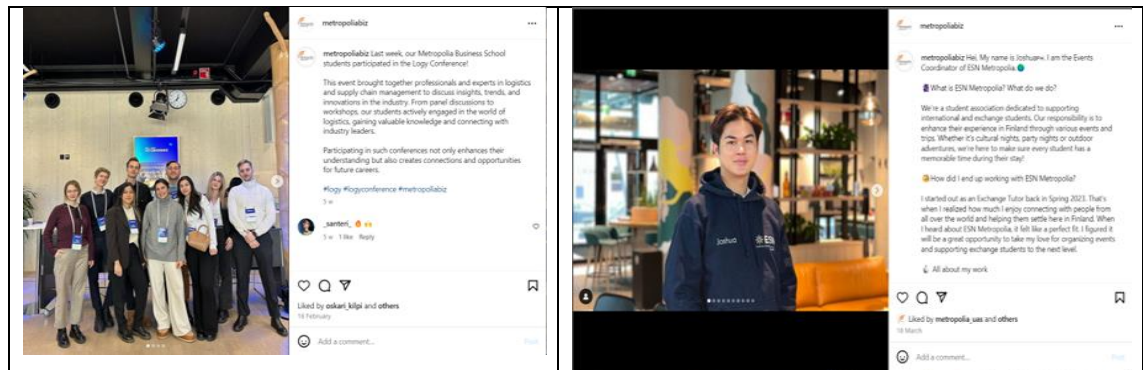 metropoliabiz
metropoliabiz Last week, our Metropolia Business School
students participated in the Logy Conference!
This event brought together professionals and experts in logistics
and supply chain management to discuss insights, trends, and
innovations in the industry. From panel discussions to
workshops, our students actively engaged in the world of
logistics, gaining valuable knowledge and connecting with
industry leaders.
Participating in such conferences not only enhances their
understanding but also creates connections and opportunities
for future careers.
#logy #logyconference #metropoliabiz
5 w
_santeri_ 🔥🙌
5 w 1 like Reply
Liked by oskari_kilpi and others
18 February
Add a comment...
Post
metropoliabiz
metropoliabiz Hei, My name is Joshua. I am the Events
Coordinator of ESN Metropolia.
What is ESN Metropolia? What do we do?
We're a student association dedicated to supporting
international and exchange students. Our responsibility is to
enhance their experience in Finland through various events and
trips. Whether it's cultural nights, party nights or outdoor
adventures, we're here to make sure every student has a
memorable time during their stay!
How did I end up working with ESN Metropolia?
I started out as an Exchange Tutor back in Spring 2023. That's
when I realized how much I enjoy connecting with people from
all over the world and helping them settle here in Finland. When
I heard about ESN Metropolia, it felt like a perfect fit. I figured it
will be a great opportunity to take my love for organizing events
and supporting exchange students to the next level.
All about my work
Liked by metropolia_uas and others
18 March
Add a comment...
Post
Joshua
ESN